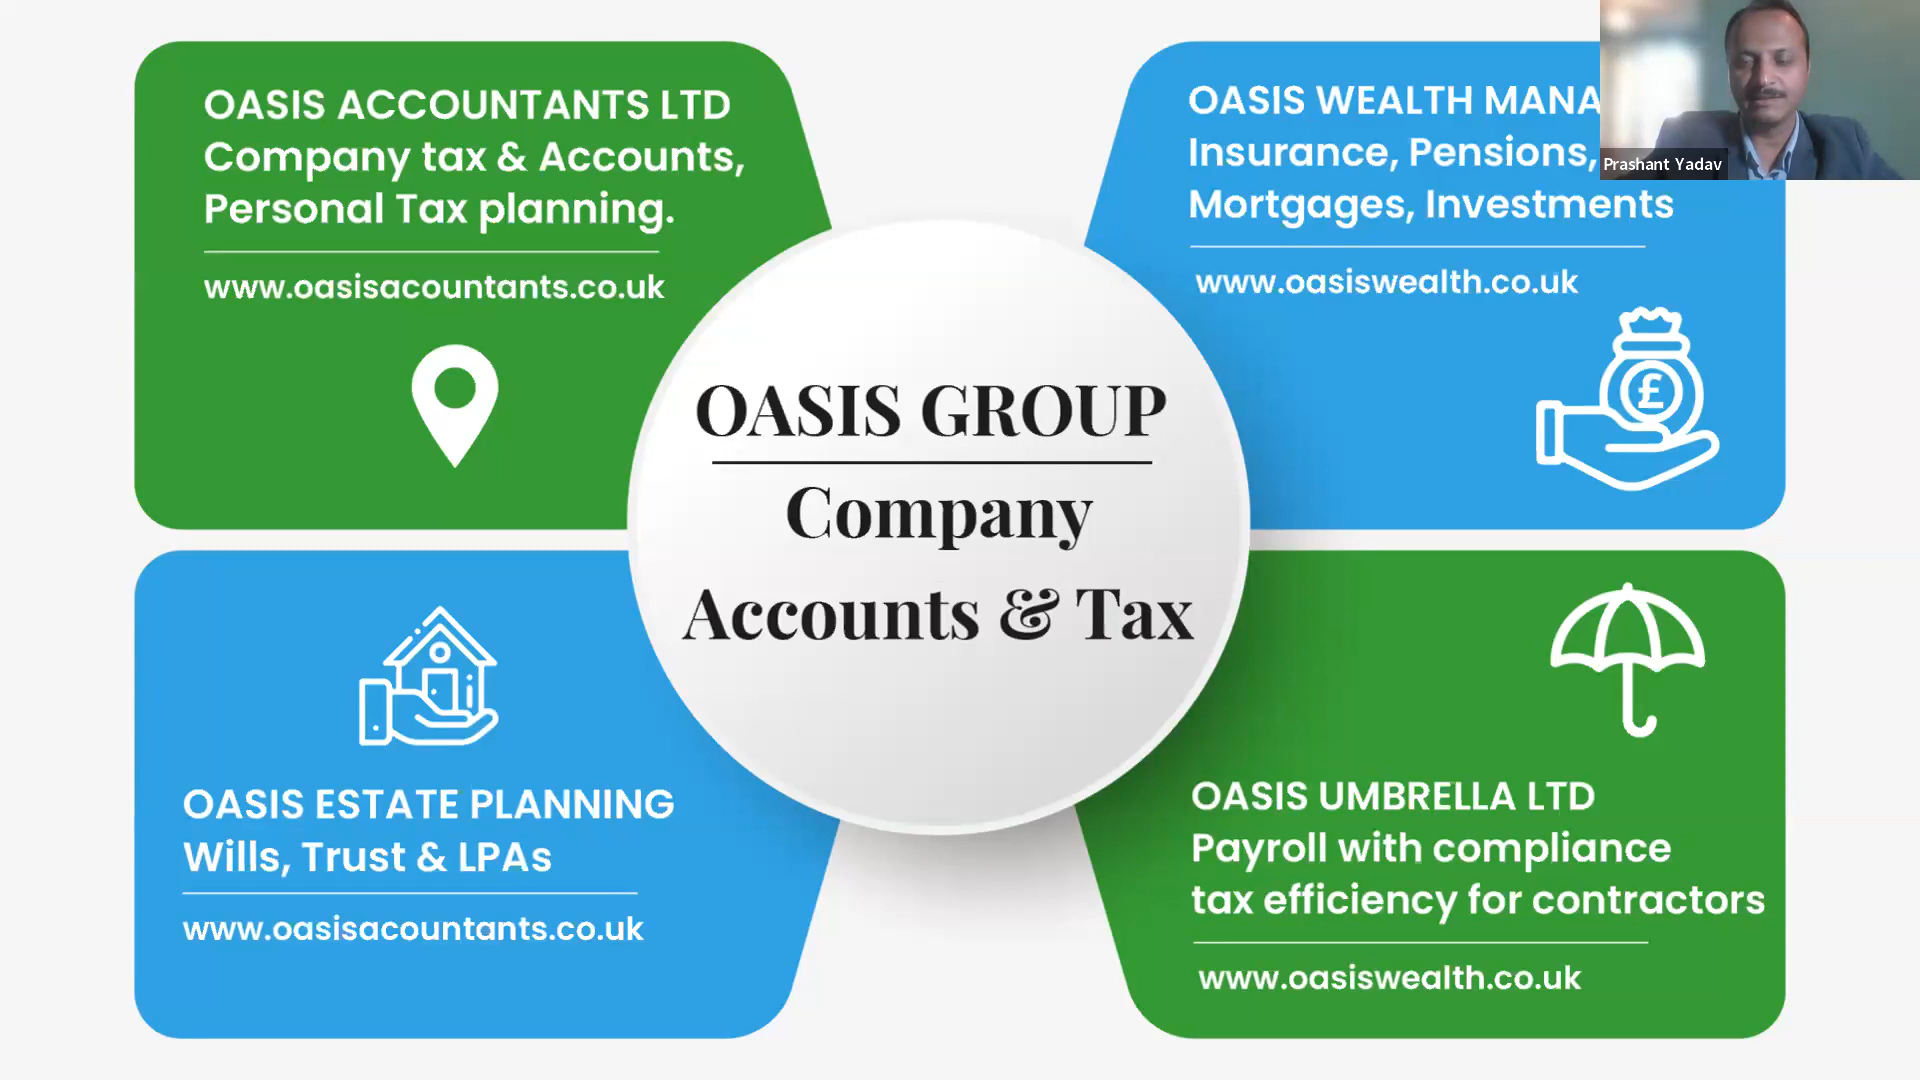 OASIS ACCOUNTANTS LTD
Company tax & Accounts,
Personal Tax planning.
www.oasisacountants.co.uk
OASIS WEALTH MANA
Insurance, Pensions,
Mortgages, Investments
www.oasiswealth.co.uk
£
Prashant Yadav
OASIS GROUP
Company
Accounts & Tax
OASIS ESTATE PLANNING
Wills, Trust & LPAs
www.oasisacountants.co.uk
OASIS UMBRELLA LTD
Payroll with compliance
tax efficiency for contractors
www.oasiswealth.co.uk